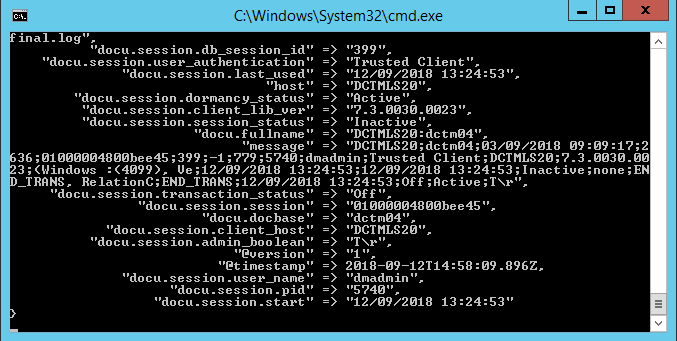 C:\Windows\System32\cmd.exe
final.log",
"docu.session.db_session_id" => "399",
"docu.session.user_authentication" => "Trusted Client",
"docu.session.last_used" => "12/09/2018 13:24:53",
"host" => "DCTMLS20",
"docu.session.dormancy_status" => "Active",
"docu.session.client_lib_ver" => "7.3.0030.0023",
"docu.session.session_status" => "Inactive",
"docu.fullname" => "DCTMLS20:dctm04",
"message" => "DCTMLS20;dctm04;03/09/2018 09:09:17;2
636;01000004800bee45;399;-1;779;5740;dmadmin;Trusted Client;DCTMLS20;7.3.0030.00
23;(Windows :(4099), Ve;12/09/2018 13:24:53;12/09/2018 13:24:53;Inactive;none;EN
D_TRANS, RelationC;END_TRANS;12/09/2018 13:24:53;Off;Active;T\r",
"docu.session.transaction_status" => "Off",
"docu.session.session" => "01000004800bee45",
"docu.docbase" => "dctm04",
"docu.session.client_host" => "DCTMLS20",
"docu.session.admin_boolean" => "T\r",
"@version" => "1",
"@timestamp" => 2018-09-12T14:58:09.896Z,
"docu.session.user_name" => "dmadmin",
"docu.session.pid" => "5740",
"docu.session.start" => "12/09/2018 13:24:53"
}